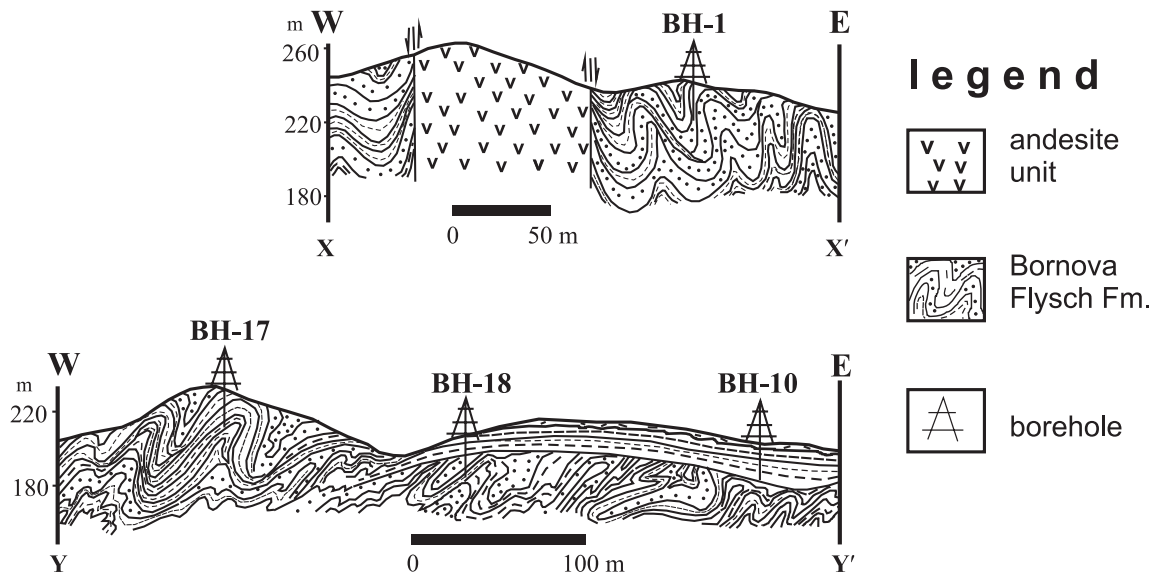 m W BH-1 E
260
220
180
0 50 m
X X′
W BH-17 BH-18 BH-10 E
m
220
180
0 100 m
Y Y′
legend
andesite
unit
Bornova
Flysch Fm.
borehole